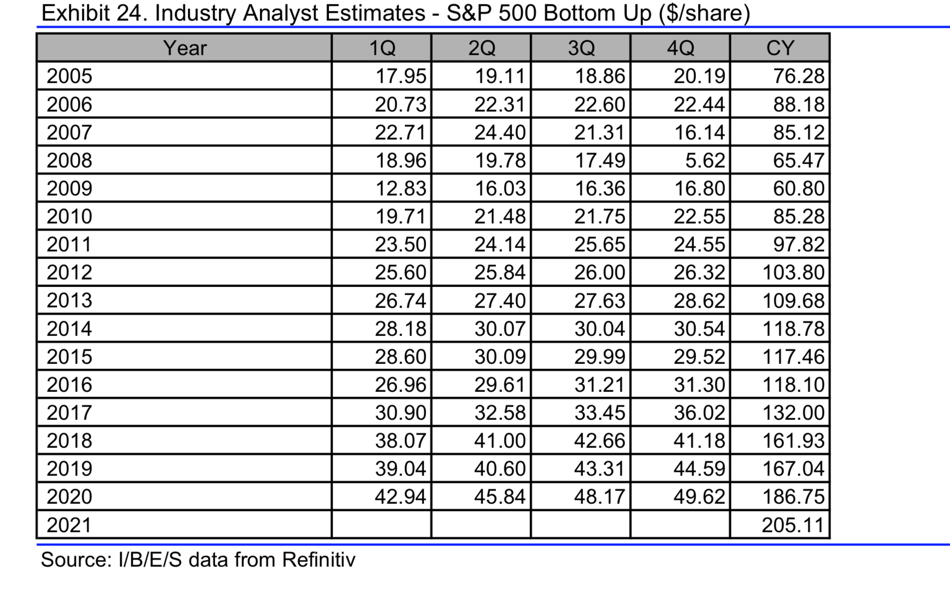 Exhibit 24. Industry Analyst Estimates - S&P 500 Bottom Up ($/share)
Year 1Q 2Q 3Q 4Q CY
2005 17.95 19.11 18.86 20.19 76.28
2006 20.73 22.31 22.60 22.44 88.18
2007 22.71 24.40 21.31 16.14 85.12
2008 18.96 19.78 17.49 5.62 65.47
2009 12.83 16.03 16.36 16.80 60.80
2010 19.71 21.48 21.75 22.55 85.28
2011 23.50 24.14 25.65 24.55 97.82
2012 25.60 25.84 26.00 26.32 103.80
2013 26.74 27.40 27.63 28.62 109.68
2014 28.18 30.07 30.04 30.54 118.78
2015 28.60 30.09 29.99 29.52 117.46
2016 26.96 29.61 31.21 31.30 118.10
2017 30.90 32.58 33.45 36.02 132.00
2018 38.07 41.00 42.66 41.18 161.93
2019 39.04 40.60 43.31 44.59 167.04
2020 42.94 45.84 48.17 49.62 186.75
2021 205.11
Source: I/B/E/S data from Refinitiv